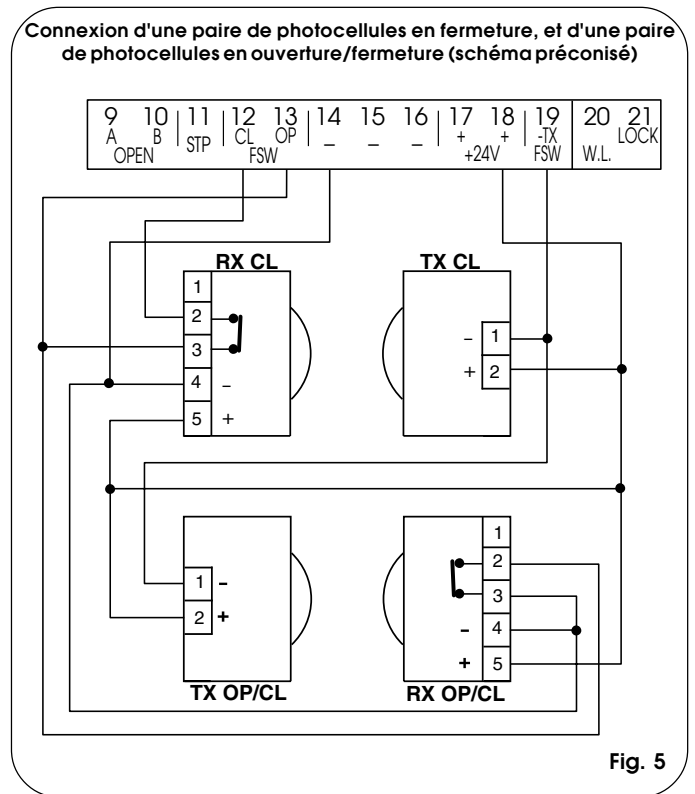 Connexion d'une paire de photocellules en fermeture, et d'une paire
de photocellules en ouverture/fermeture (schéma préconisé)
9 10 11 12 13 14 15 16 17 18 19 20 21
A B STP CL OP _ _ _ + + -TX LOCK
OPEN FSW +24V FSW W.L.
RX CL TX CL
1
2
3
4 –
5 +
– 1
+ 2
1 -
2 +
1
2
3
- 4
+ 5
TX OP/CL RX OP/CL
Fig. 5